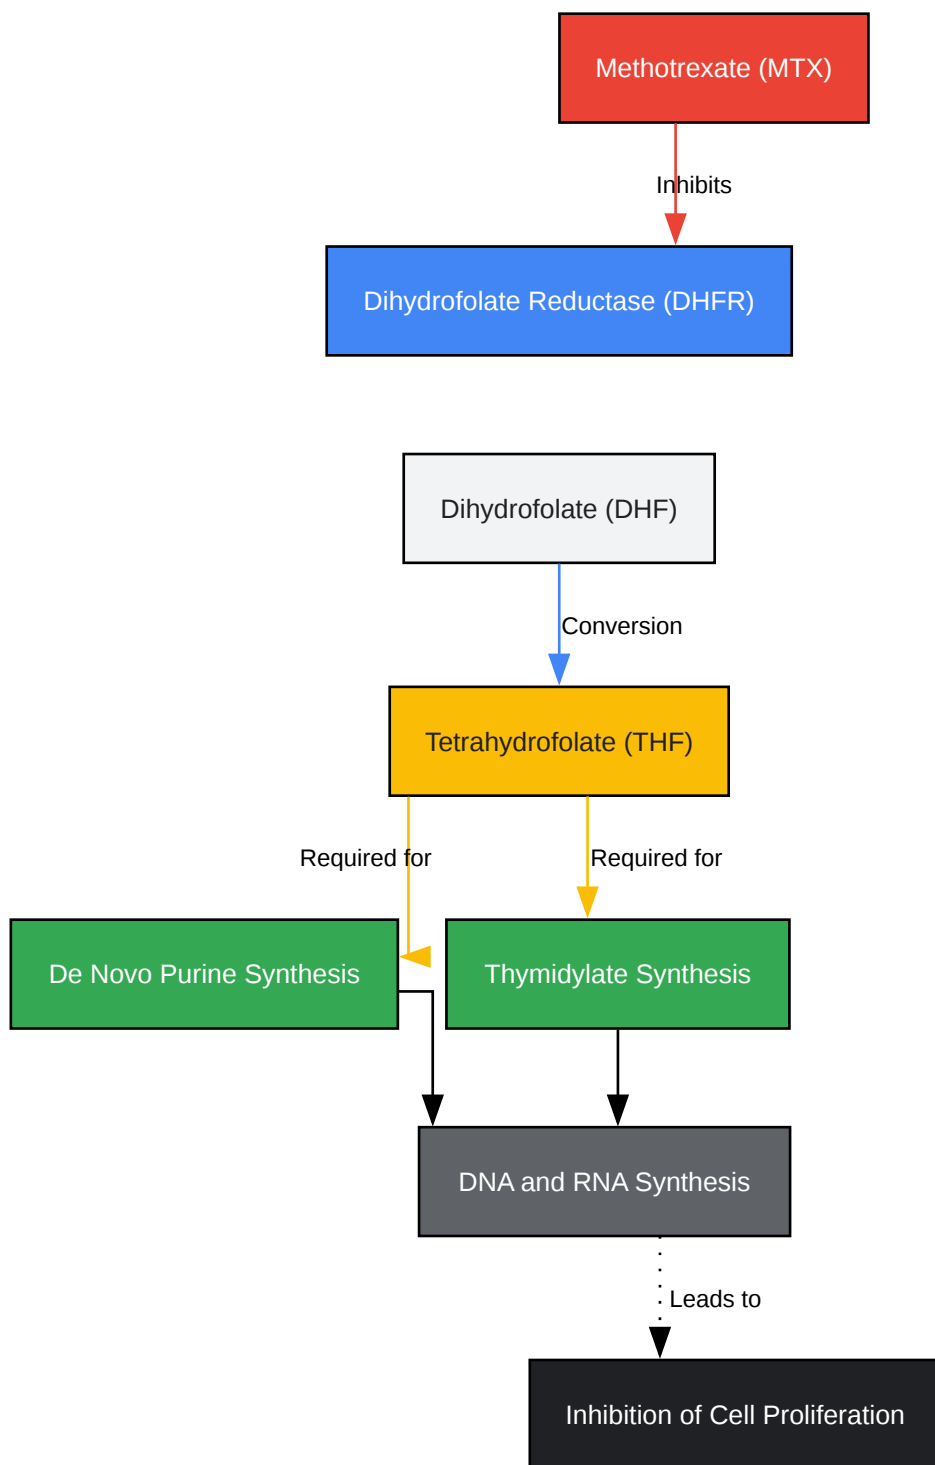 Methotrexate (MTX)
Inhibits
Dihydrofolate Reductase (DHFR)
Dihydrofolate (DHF)
Conversion
Tetrahydrofolate (THF)
Required for
Required for
De Novo Purine Synthesis
Thymidylate Synthesis
DNA and RNA Synthesis
Leads to
Inhibition of Cell Proliferation